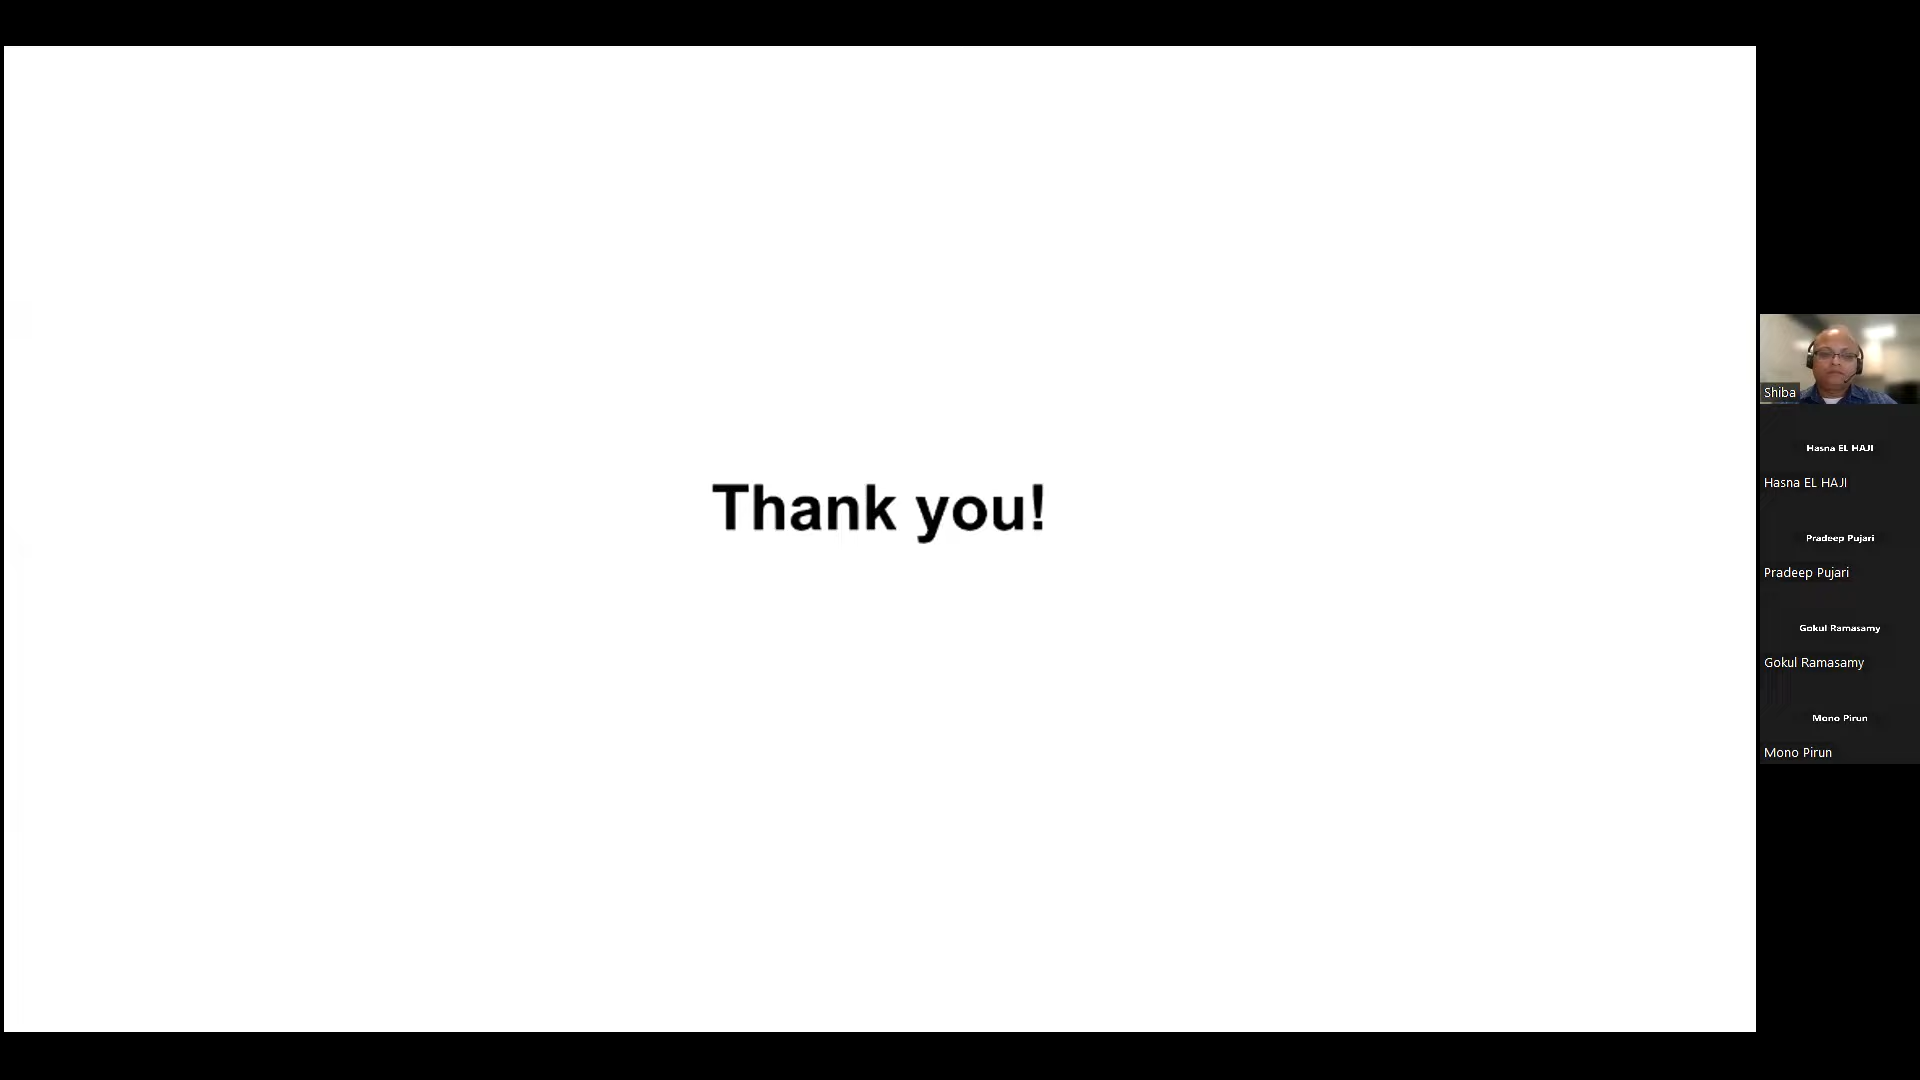 Thank you!
Shiba
Hasna EL HAJI
Hasna EL HAJI
Pradeep Pujari
Pradeep Pujari
Gokul Ramasamy
Gokul Ramasamy
Mono Pirun
Mono Pirun